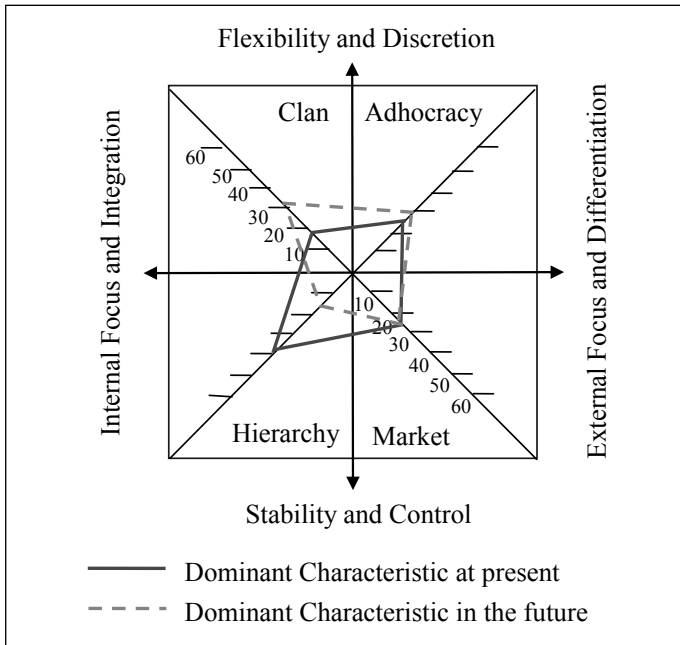 Flexibility and Discretion
Clan
Adhocracy
Internal Focus and Integration
External Focus and Differentiation
60
50
40
30
20
10
10
20
30
40
50
60
Hierarchy
Market
Stability and Control
Dominant Characteristic at present
Dominant Characteristic in the future